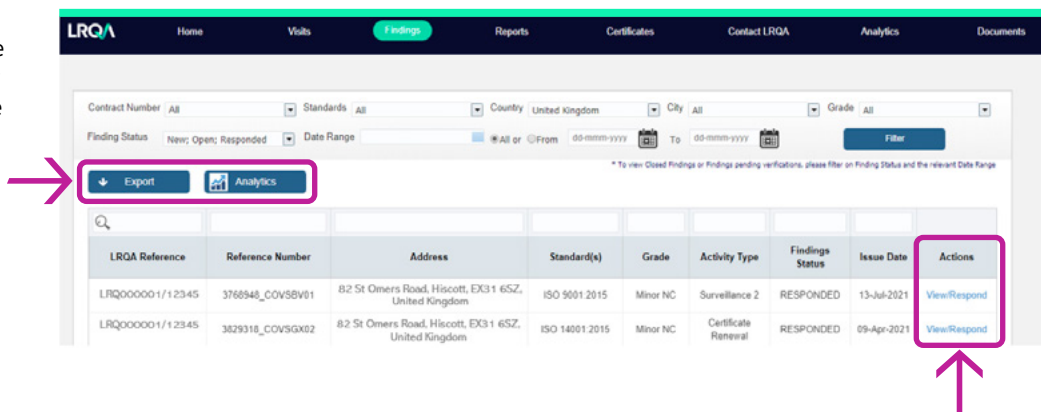 LRQA Home Visits Findings Reports Certificates Contact LRQA Analytics Documents
e
Contract Number All Standards All Country United Kingdom City All Grade All
Finding Status New; Open; Responded Date Range All or From dd-mmm-yyyy To dd-mmm-yyyy Filter
* To view Closed Findings or Findings pending verifications, please filter on Finding Status and the relevant Date Range
Export Analytics
LRQA Reference Reference Number Address Standard(s) Grade Activity Type Findings Status Issue Date Actions
LRQ000001/12345 3768948_COVSBV01 82 St Omers Road, Hiscott, EX31 6SZ, United Kingdom ISO 9001:2015 Minor NC Surveillance 2 RESPONDED 13-Jul-2021 View/Respond
LRQ000001/12345 3829318_COVSGX02 82 St Omers Road, Hiscott, EX31 6SZ, United Kingdom ISO 14001:2015 Minor NC Certificate Renewal RESPONDED 09-Apr-2021 View/Respond